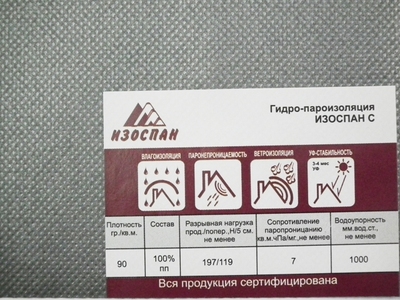 Гидро-пароизоляция
ИЗОСПАН С
ИЗОСПАН
ВЛАГОИЗОЛЯЦИЯ ПАРОНЕПРОНИЦАЕМОСТЬ ВЕТРОИЗОЛЯЦИЯ УФ-СТАБИЛЬНОСТЬ
3-4 мес
УФ
Плотность
гр./кв.м.
Состав
Разрывная нагрузка
прод./попер.,Н/5 см.
не менее
Сопротивление
паропроницанию
кв.м.чПа/мг.,не менее
Водоупорность
мм.вод.ст.,
не менее
90
100%
пп
197/119
7
1000
Вся продукция сертифицирована